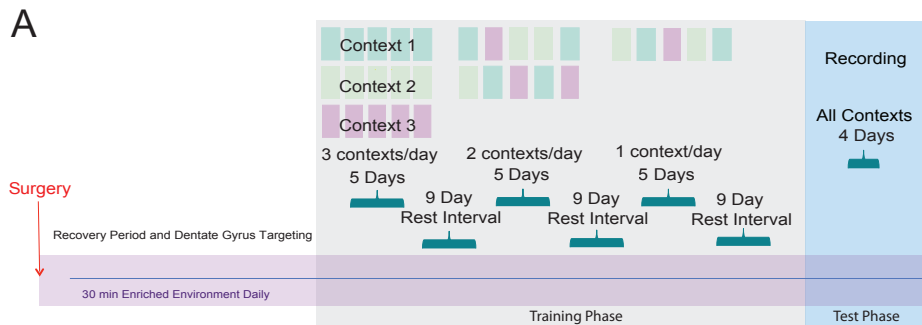 A
Context 1
Context 2
Context 3
3 contexts/day
5 Days
2 contexts/day
5 Days
1 context/day
5 Days
9 Day
Rest Interval
9 Day
Rest Interval
9 Day
Rest Interval
Recording
All Contexts
4 Days
Surgery
Recovery Period and Dentate Gyrus Targeting
30 min Enriched Environment Daily
Training Phase
Test Phase